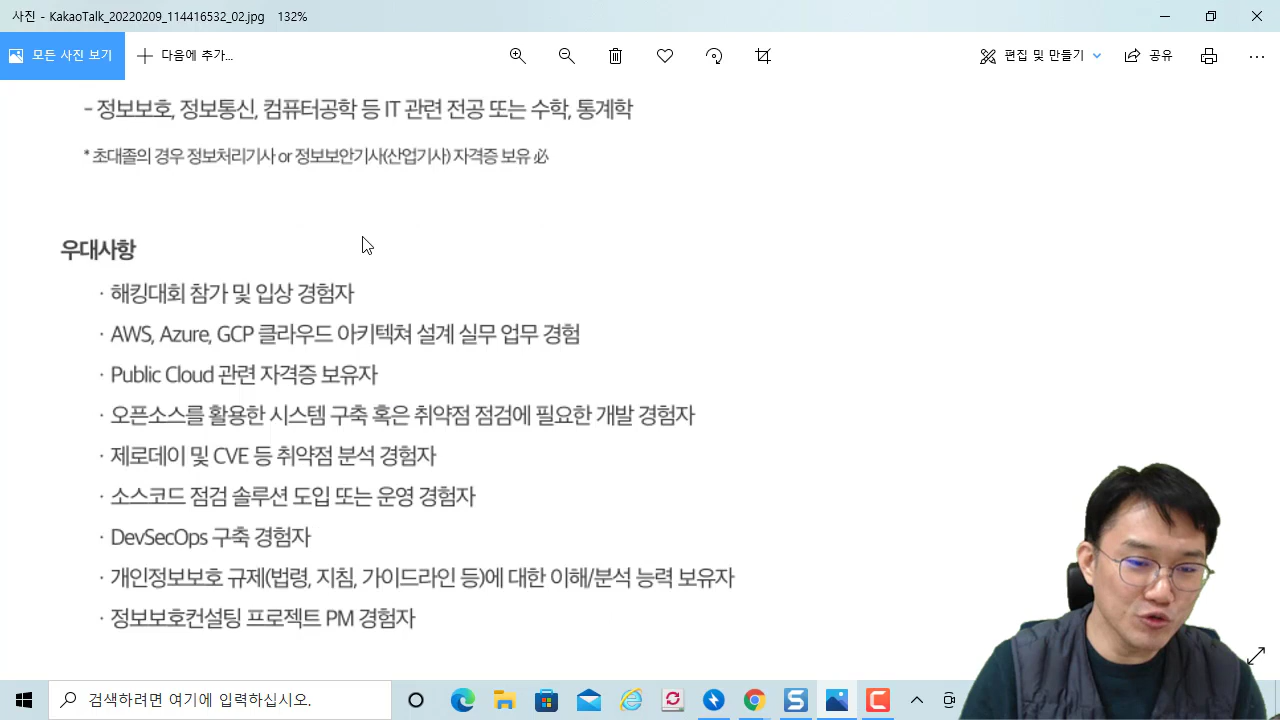 사진 - KakaoTalk_20220209_114416532_02.jpg 132%
모든 사진 보기 다음에 추가... 편집 및 만들기 공유
- 정보보호, 정보통신, 컴퓨터공학 등 IT 관련 전공 또는 수학, 통계학
* 초대졸의 경우 정보처리기사 or 정보보안기사(산업기사) 자격증 보유 必
우대사항
· 해킹대회 참가 및 입상 경험자
· AWS, Azure, GCP 클라우드 아키텍쳐 설계 실무 업무 경험
· Public Cloud 관련 자격증 보유자
· 오픈소스를 활용한 시스템 구축 혹은 취약점 점검에 필요한 개발 경험자
· 제로데이 및 CVE 등 취약점 분석 경험자
· 소스코드 점검 솔루션 도입 또는 운영 경험자
· DevSecOps 구축 경험자
· 개인정보보호 규제(법령, 지침, 가이드라인 등)에 대한 이해/분석 능력 보유자
· 정보보호컨설팅 프로젝트 PM 경험자
검색하려면 여기에 입력하십시오.